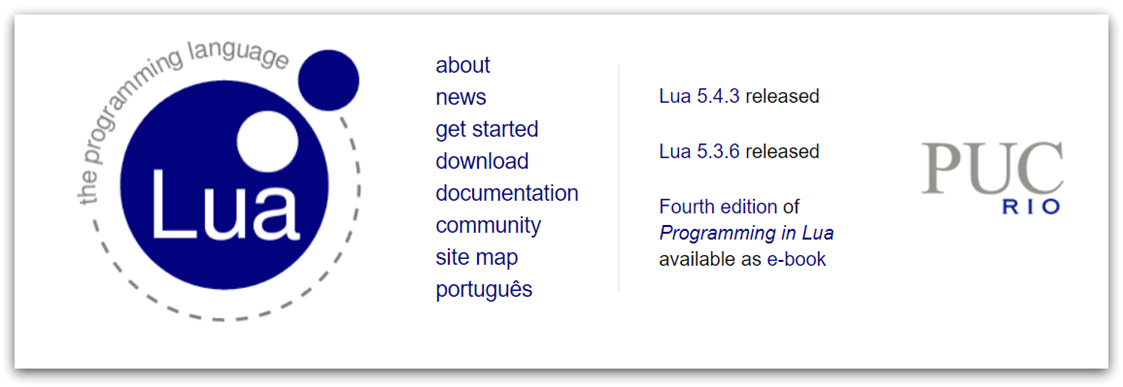 the programming language
Lua
about
news
get started
download
documentation
community
site map
português
Lua 5.4.3 released
Lua 5.3.6 released
Fourth edition of
Programming in Lua
available as e-book
PUC
RIO